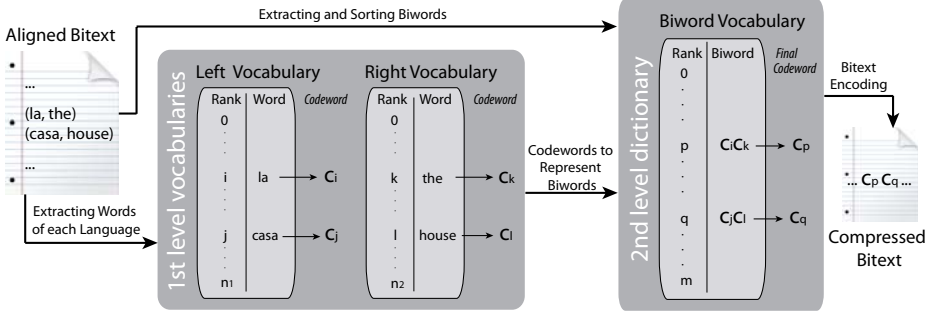 Aligned Bitext
...
(la, the)
(casa, house)
...
Extracting and Sorting Biwords
Extracting Words
of each Language
1st level vocabularies
Left Vocabulary
Rank Word Codeword
0
.
.
.
i la Ci
.
.
.
j casa Cj
.
.
.
n1
Right Vocabulary
Rank Word Codeword
0
.
.
.
k the Ck
.
.
.
l house Cl
.
.
.
n2
Codewords to
Represent
Biwords
2nd level dictionary
Biword Vocabulary
Rank Biword Final
Codeword
0
.
.
.
p CiCk Cp
.
.
.
q CjCl Cq
.
.
.
m
Bitext
Encoding
... Cp Cq ...
Compressed
Bitext